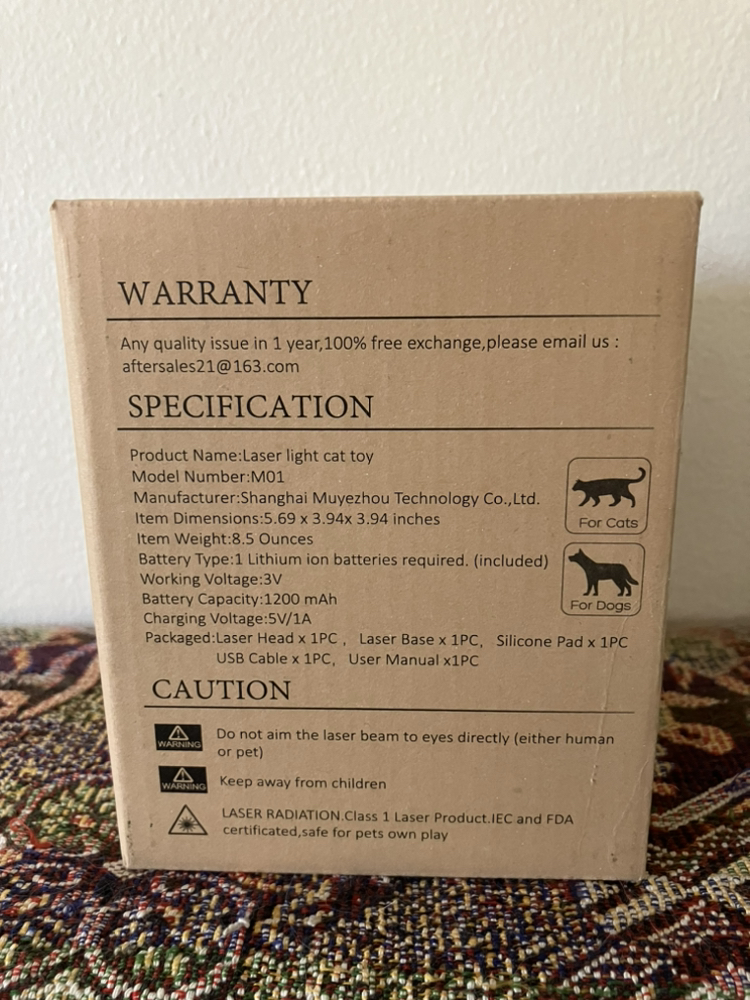 WARRANTY
Any quality issue in 1 year,100% free exchange,please email us :
aftersales21@163.com
SPECIFICATION
Product Name:Laser light cat toy
Model Number:M01
Manufacturer:Shanghai Muyezhou Technology Co.,Ltd.
Item Dimensions:5.69 x 3.94x 3.94 inches
Item Weight:8.5 Ounces
Battery Type:1 Lithium ion batteries required. (included)
Working Voltage:3V
Battery Capacity:1200 mAh
Charging Voltage:5V/1A
Packaged:Laser Head x 1PC , Laser Base x 1PC, Silicone Pad x 1PC
USB Cable x 1PC, User Manual x1PC
For Cats
For Dogs
CAUTION
WARNING
Do not aim the laser beam to eyes directly (either human
or pet)
WARNING
Keep away from children
LASER RADIATION.Class 1 Laser Product.IEC and FDA
certificated,safe for pets own play